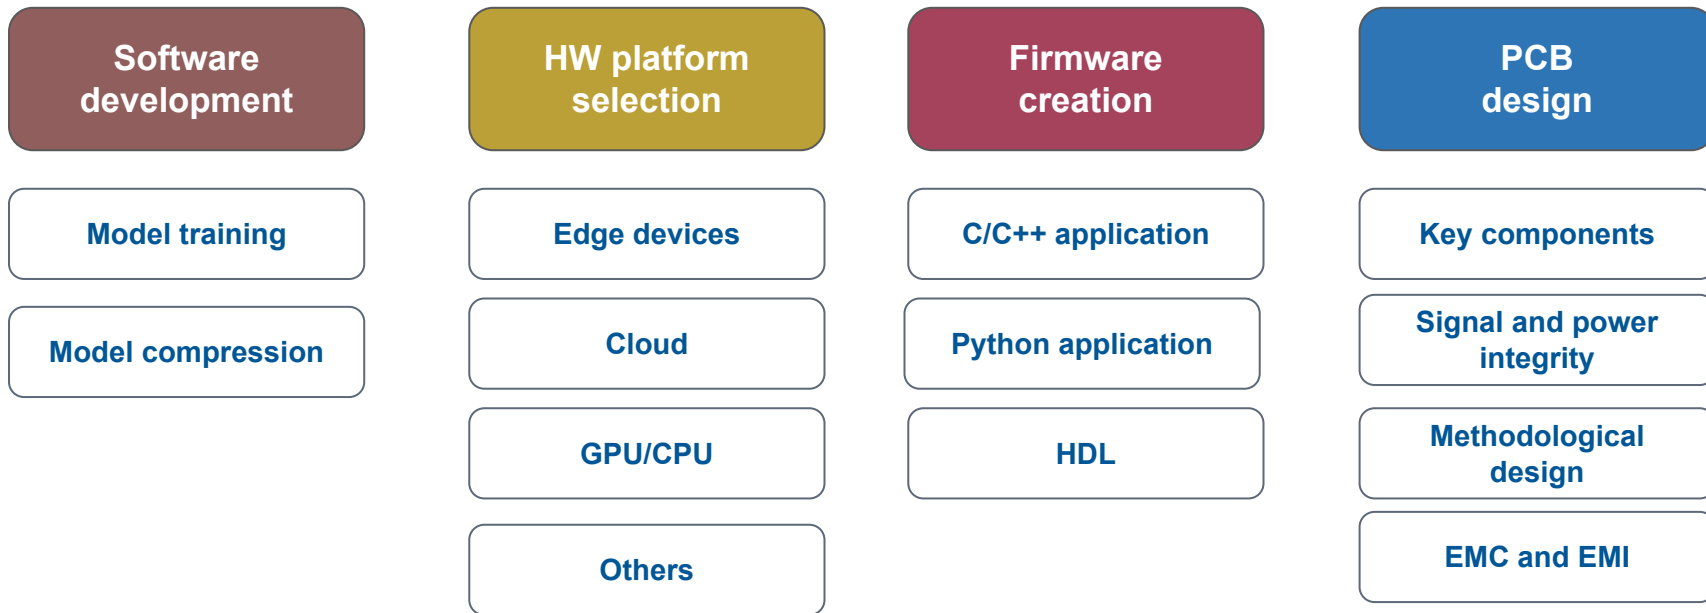 Software
development
HW platform
selection
Firmware
creation
PCB
design
Model training
Edge devices
C/C++ application
Key components
Model compression
Cloud
Python application
Signal and power
integrity
GPU/CPU
HDL
Methodological
design
Others
EMC and EMI